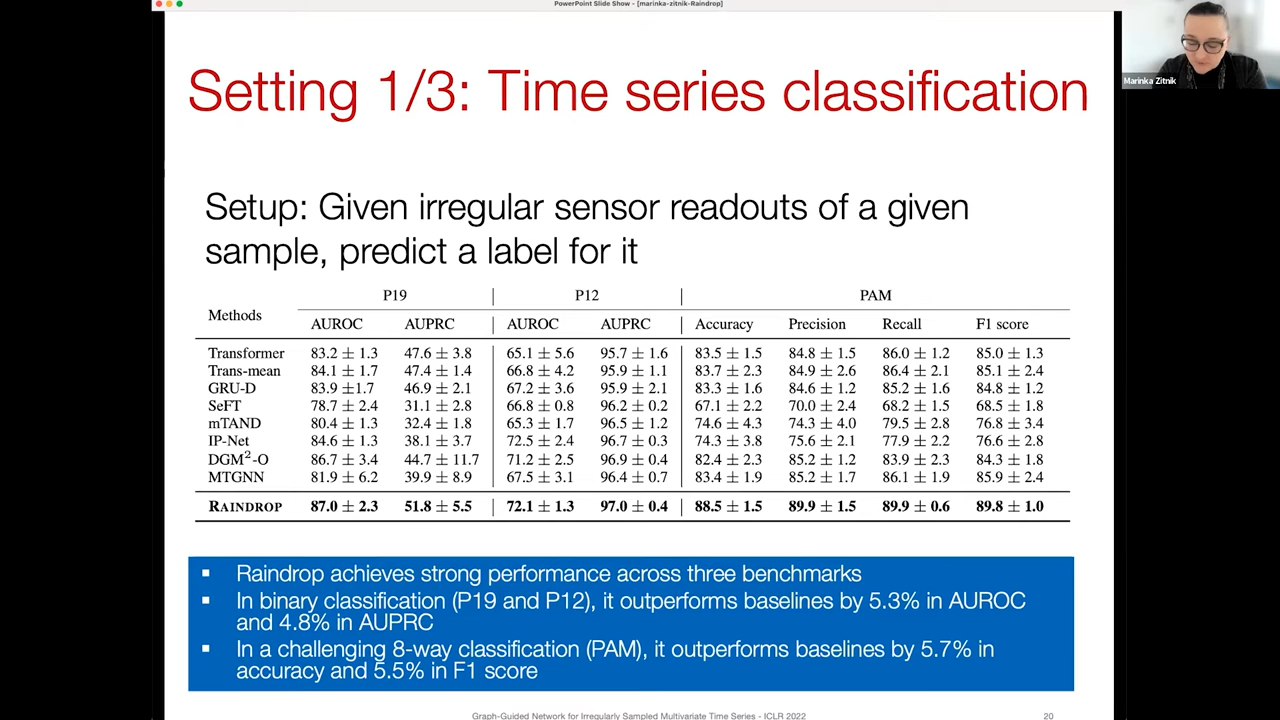 PowerPoint Slide Show - [marinka-zitnik-Raindrop]
Marinka Zitnik
Setting 1/3: Time series classification
Setup: Given irregular sensor readouts of a given
sample, predict a label for it
P19 P12 PAM
Methods
AUROC AUPRC AUROC AUPRC Accuracy Precision Recall F1 score
Transformer 83.2 ± 1.3 47.6 ± 3.8 65.1 ± 5.6 95.7 ± 1.6 83.5 ± 1.5 84.8 ± 1.5 86.0 ± 1.2 85.0 ± 1.3
Trans-mean 84.1 ± 1.7 47.4 ± 1.4 66.8 ± 4.2 95.9 ± 1.1 83.7 ± 2.3 84.9 ± 2.6 86.4 ± 2.1 85.1 ± 2.4
GRU-D 83.9 ±1.7 46.9 ± 2.1 67.2 ± 3.6 95.9 ± 2.1 83.3 ± 1.6 84.6 ± 1.2 85.2 ± 1.6 84.8 ± 1.2
SeFT 78.7 ± 2.4 31.1 ± 2.8 66.8 ± 0.8 96.2 ± 0.2 67.1 ± 2.2 70.0 ± 2.4 68.2 ± 1.5 68.5 ± 1.8
mTAND 80.4 ± 1.3 32.4 ± 1.8 65.3 ± 1.7 96.5 ± 1.2 74.6 ± 4.3 74.3 ± 4.0 79.5 ± 2.8 76.8 ± 3.4
IP-Net 84.6 ± 1.3 38.1 ± 3.7 72.5 ± 2.4 96.7 ± 0.3 74.3 ± 3.8 75.6 ± 2.1 77.9 ± 2.2 76.6 ± 2.8
DGM²-O 86.7 ± 3.4 44.7 ± 11.7 71.2 ± 2.5 96.9 ± 0.4 82.4 ± 2.3 85.2 ± 1.2 83.9 ± 2.3 84.3 ± 1.8
MTGNN 81.9 ± 6.2 39.9 ± 8.9 67.5 ± 3.1 96.4 ± 0.7 83.4 ± 1.9 85.2 ± 1.7 86.1 ± 1.9 85.9 ± 2.4
RAINDROP 87.0 ± 2.3 51.8 ± 5.5 72.1 ± 1.3 97.0 ± 0.4 88.5 ± 1.5 89.9 ± 1.5 89.9 ± 0.6 89.8 ± 1.0
▪ Raindrop achieves strong performance across three benchmarks
▪ In binary classification (P19 and P12), it outperforms baselines by 5.3% in AUROC
and 4.8% in AUPRC
▪ In a challenging 8-way classification (PAM), it outperforms baselines by 5.7% in
accuracy and 5.5% in F1 score
Graph-Guided Network for Irregularly Sampled Multivariate Time Series - ICLR 2022
20